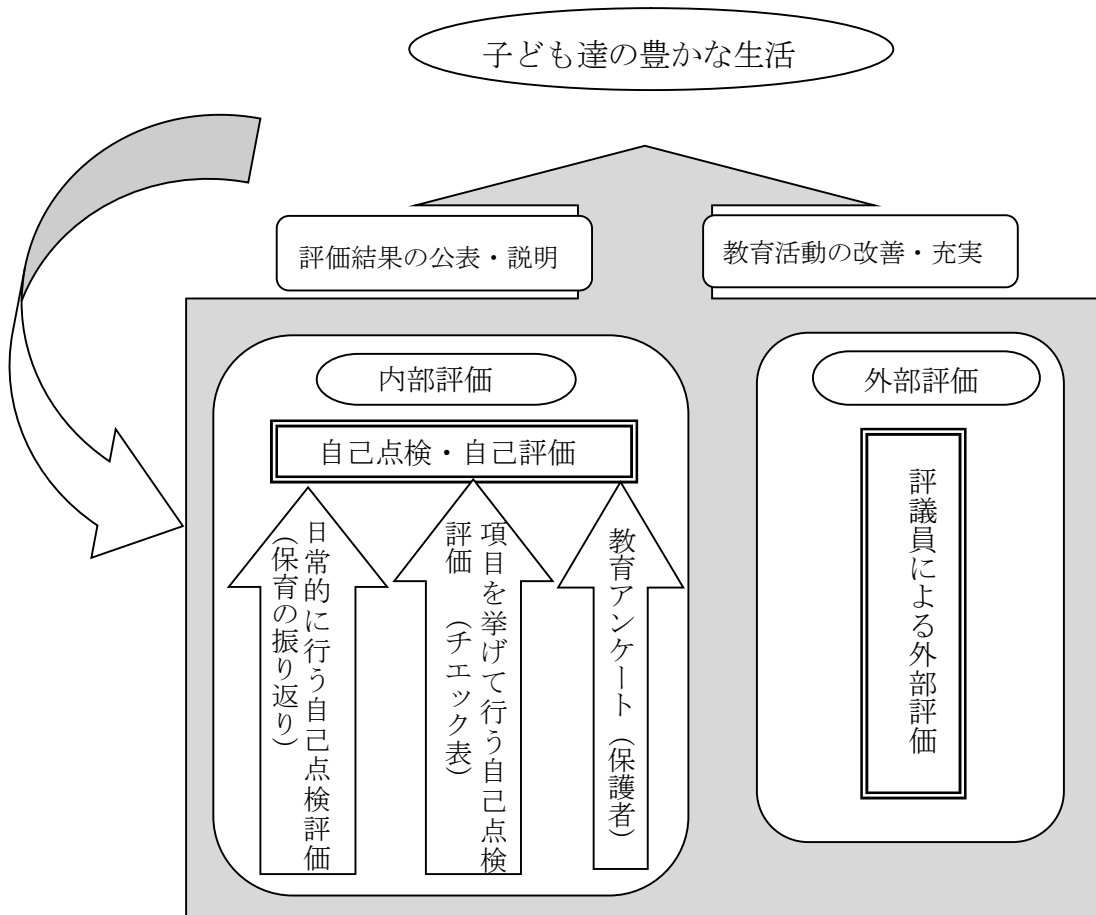 子ども達の豊かな生活
評価結果の公表・説明
教育活動の改善・充実
内部評価
自己点検・自己評価
日常的に行う自己点検評価
(保育の振り返り)
項目を挙げて行う自己点検
評価　(チエック表)
教育アンケート(保護者)
外部評価
評議員による外部評価